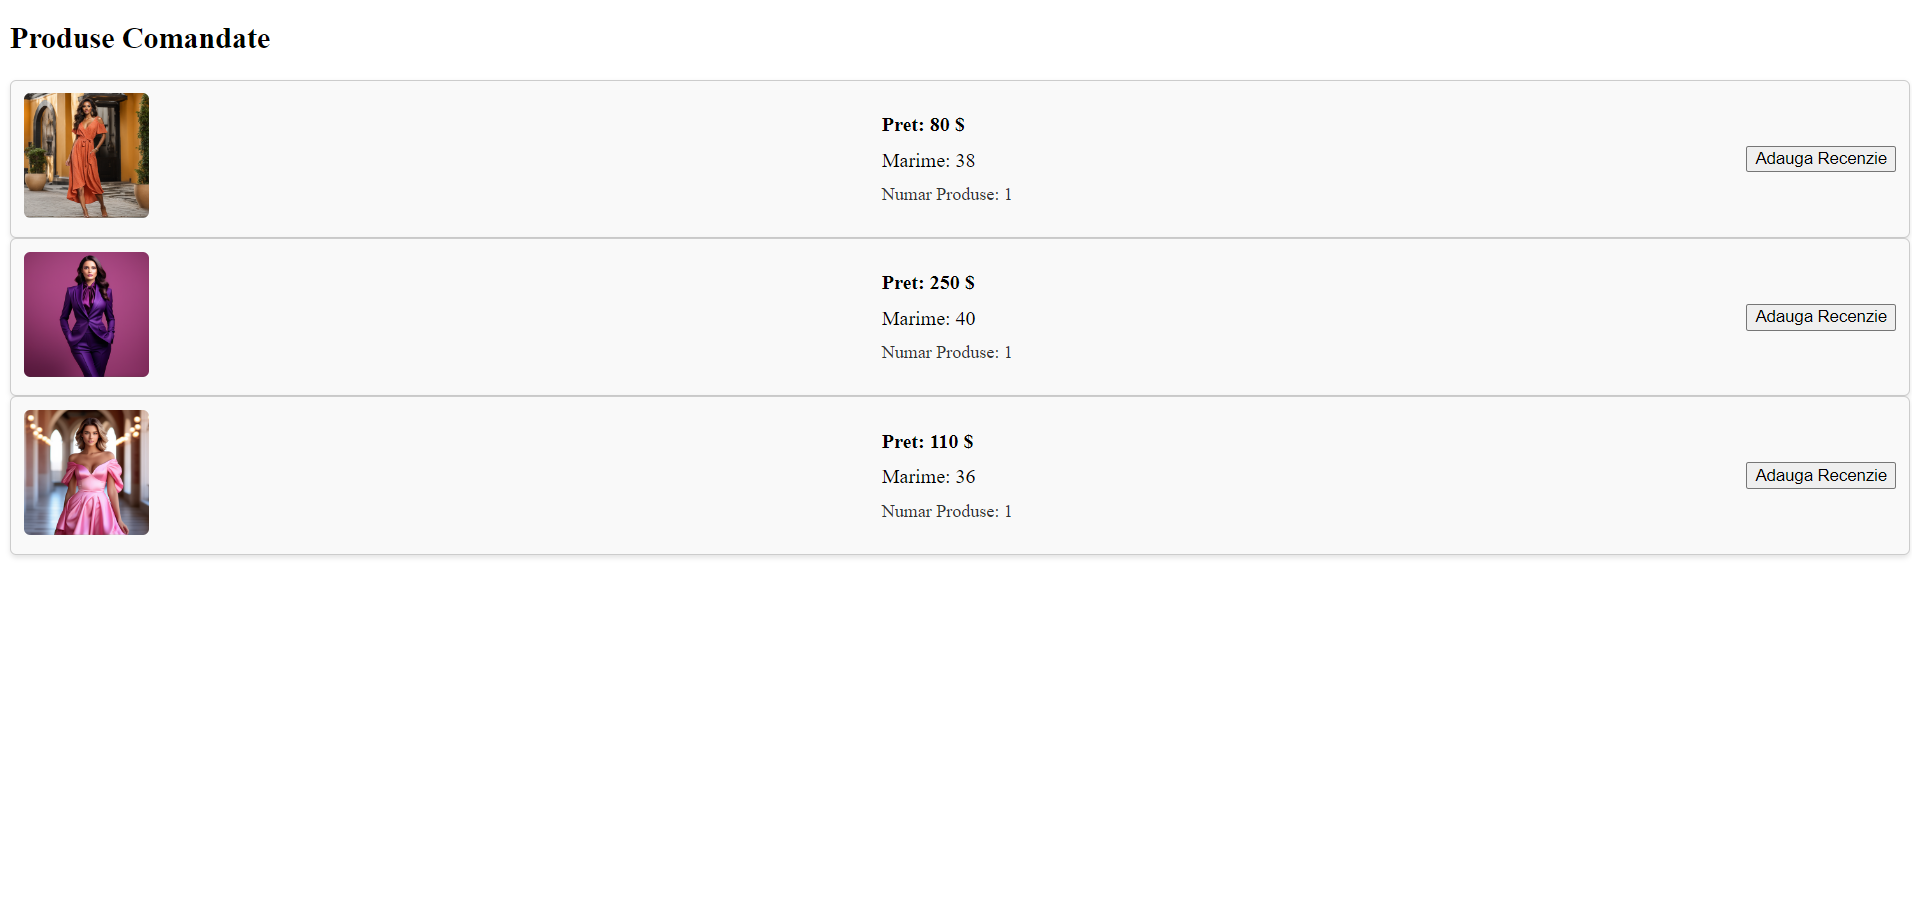 Produse Comandate
Pret: 80 $
Marime: 38
Numar Produse: 1
Adauga Recenzie
Pret: 250 $
Marime: 40
Numar Produse: 1
Adauga Recenzie
Pret: 110 $
Marime: 36
Numar Produse: 1
Adauga Recenzie